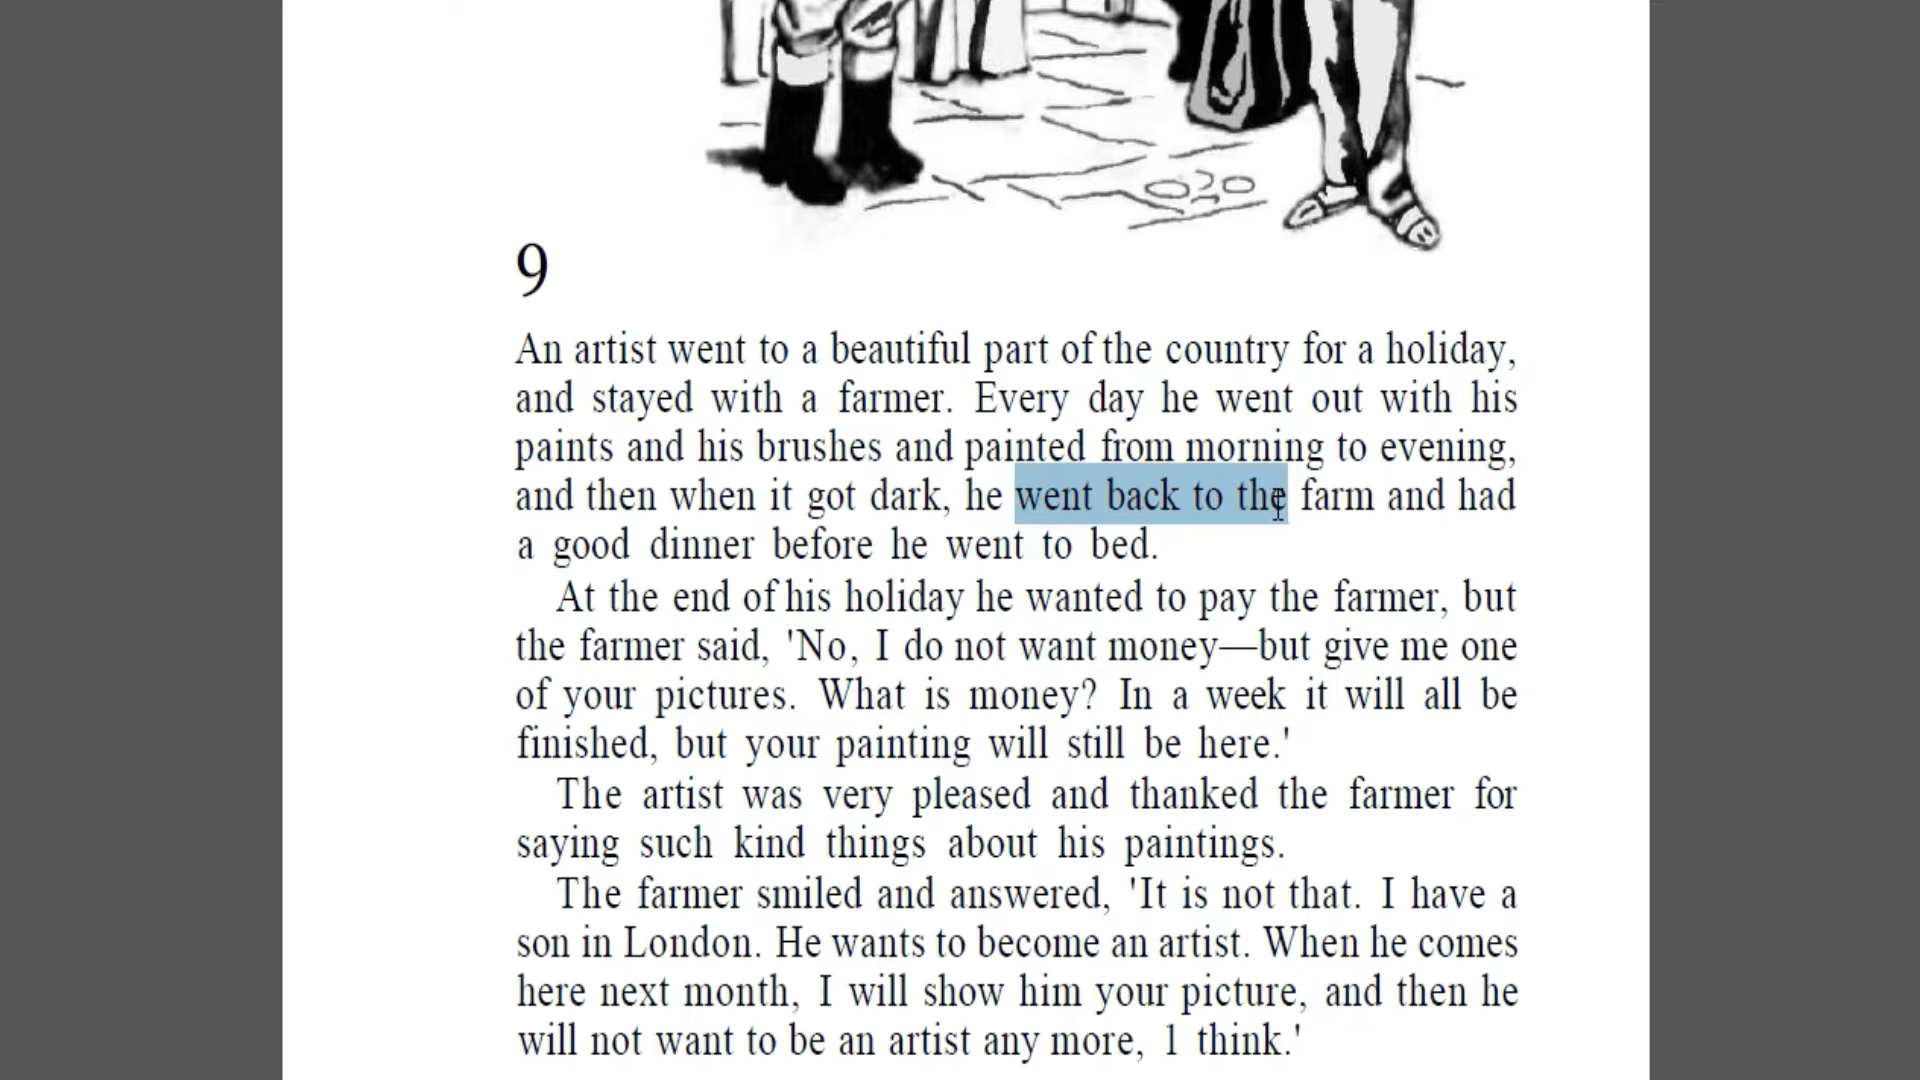 9
An artist went to a beautiful part of the country for a holiday,
and stayed with a farmer. Every day he went out with his
paints and his brushes and painted from morning to evening,
and then when it got dark, he went back to the farm and had
a good dinner before he went to bed.
At the end of his holiday he wanted to pay the farmer, but
the farmer said, 'No, I do not want money—but give me one
of your pictures. What is money? In a week it will all be
finished, but your painting will still be here.'
The artist was very pleased and thanked the farmer for
saying such kind things about his paintings.
The farmer smiled and answered, 'It is not that. I have a
son in London. He wants to become an artist. When he comes
here next month, I will show him your picture, and then he
will not want to be an artist any more, 1 think.'